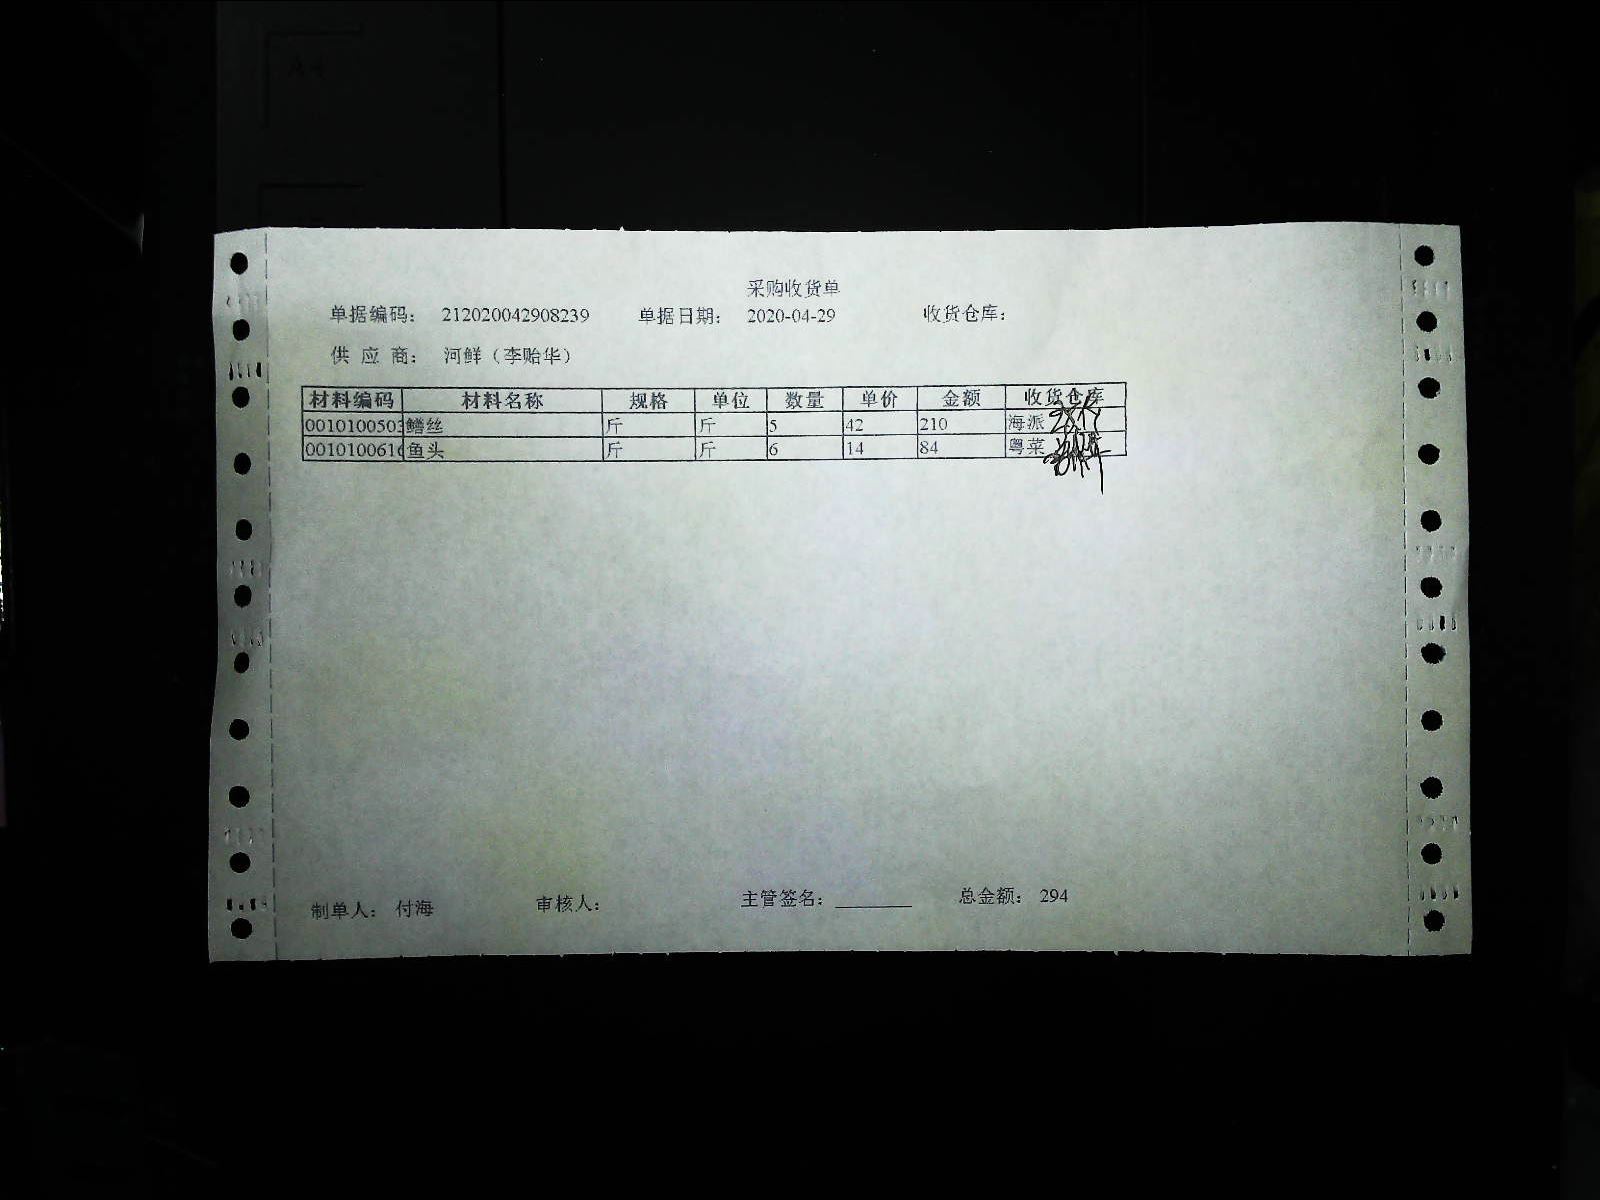 采购收货单
单据编码： 212020042908239 单据日期： 2020-04-29 收货仓库：
供 应 商： 河鲜（李贻华）
材料编码 材料名称 规格 单位 数量 单价 金额 收货仓库
0010100503 鳝丝 斤 斤 5 42 210 海派
001010061 鱼头 斤 斤 6 14 84 粤菜
制单人： 付海 审核人： 主管签名：________ 总金额： 294